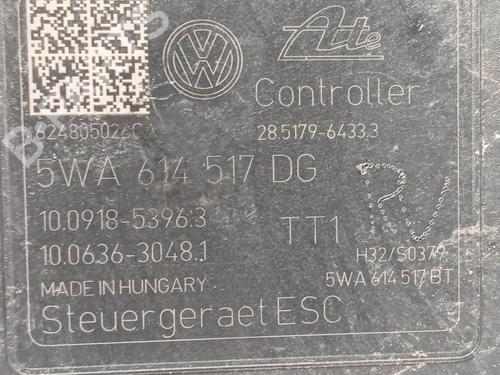 Ate
Controller
624805026CA
28.5179-6433.3
5WA 614 517 DG
10.0918-5396.3
TT1
10.0636-3048.1
H32/S0379
MADE IN HUNGARY
5WA 614 517 BT
Steuergeraet ESC